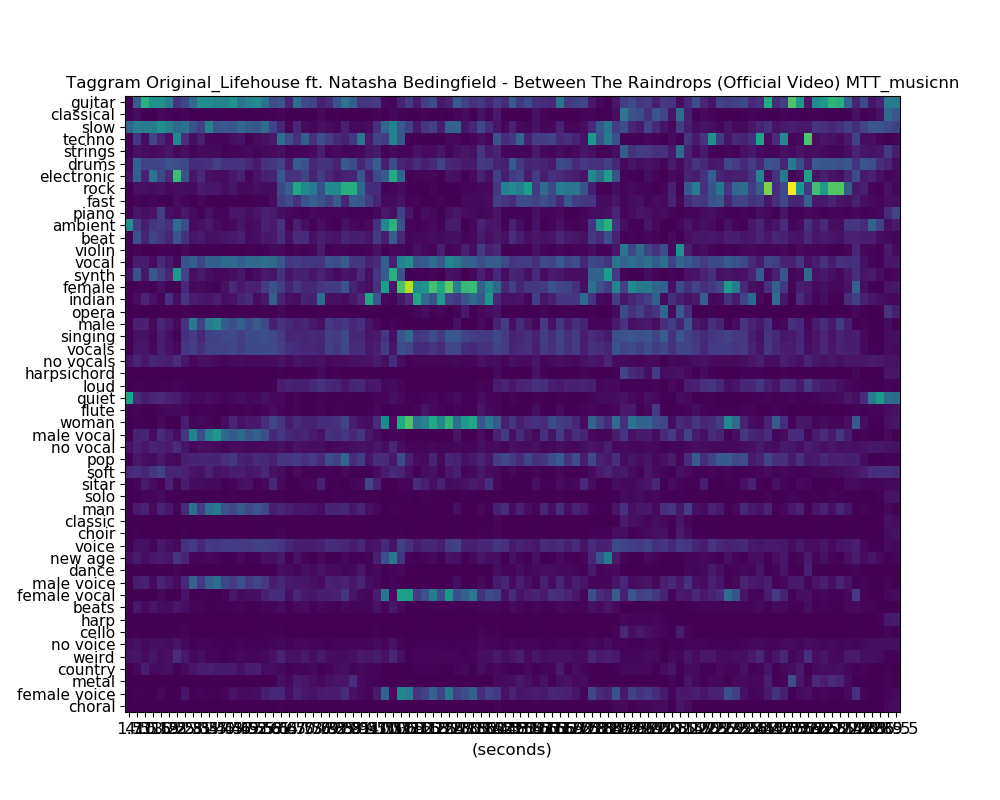 Taggram Original_Lifehouse ft. Natasha Bedingfield - Between The Raindrops (Official Video) MTT_musicnn
guitar
classical
slow
techno
strings
drums
electronic
rock
fast
piano
ambient
beat
violin
vocal
synth
female
indian
opera
male
singing
vocals
no vocals
harpsichord
loud
quiet
flute
woman
male vocal
no vocal
pop
soft
sitar
solo
man
classic
choir
voice
new age
dance
male voice
female vocal
beats
harp
cello
no voice
weird
country
metal
female voice
choral
(seconds)